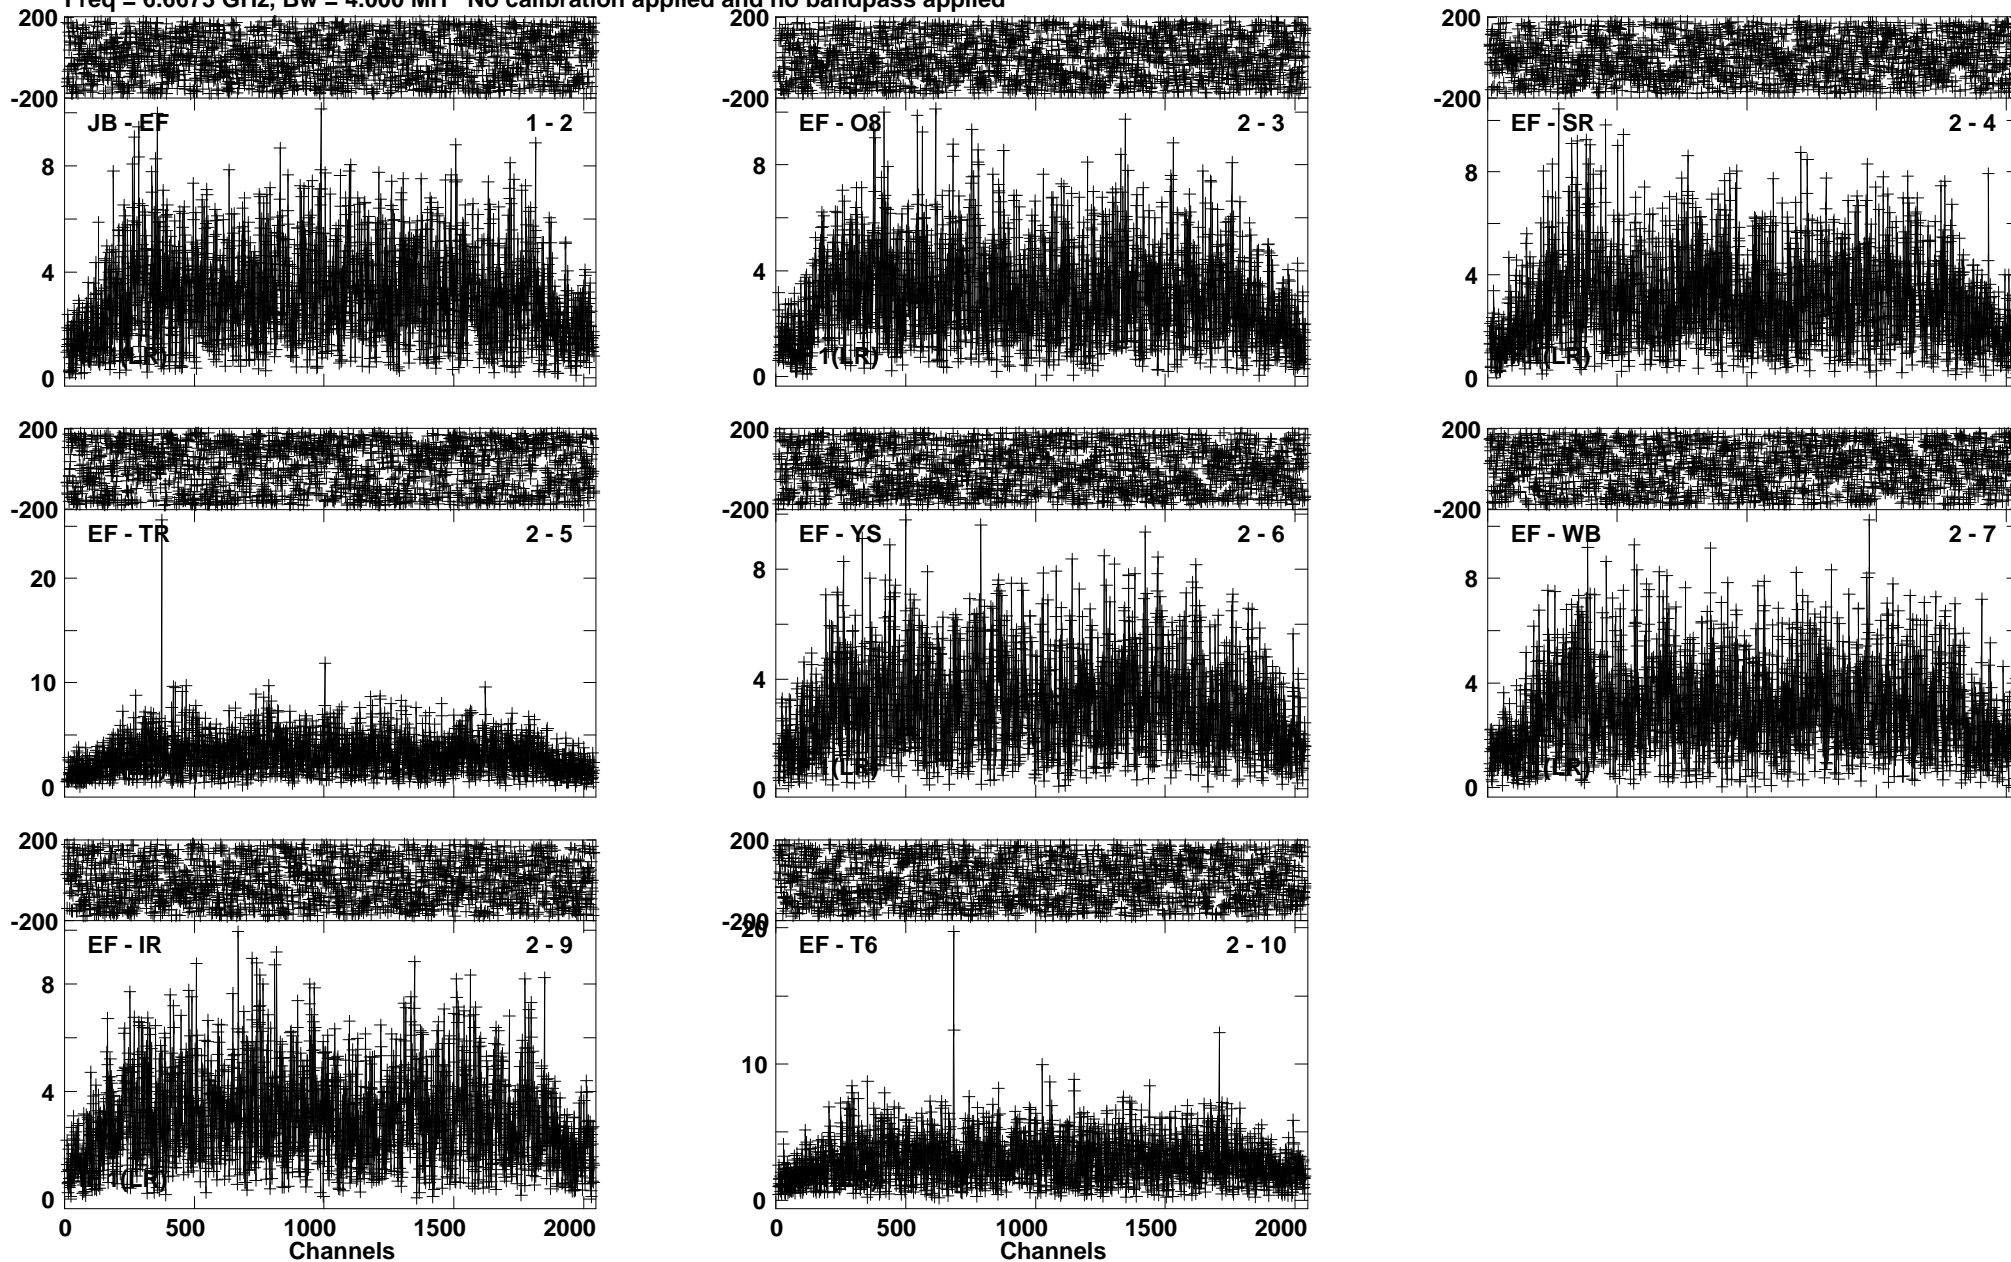 Freq = 6.6675 GHz, Bw = 4.000 MH No calibration applied and no bandpass applied
200 200 200
-200 -200 -200
JB - EF 1 - 2 EF - O8 2 - 3 EF - SR 2 - 4
8 8 8
4 4 4
1(LR) 1(LR) (LR)
0 0 0
200 200 200
-200 -200 -200
EF - TR 2 - 5 EF - YS 2 - 6 EF - WB 2 - 7
20 8 8
10 4 4
(LR) (LR)
0 0 0
200 200
-200 -200
20
EF - IR 2 - 9 EF - T6 2 - 10
8
10
4
1(LR)
0 0
0 500 1000 1500 2000 0 500 1000 1500 2000
Channels Channels